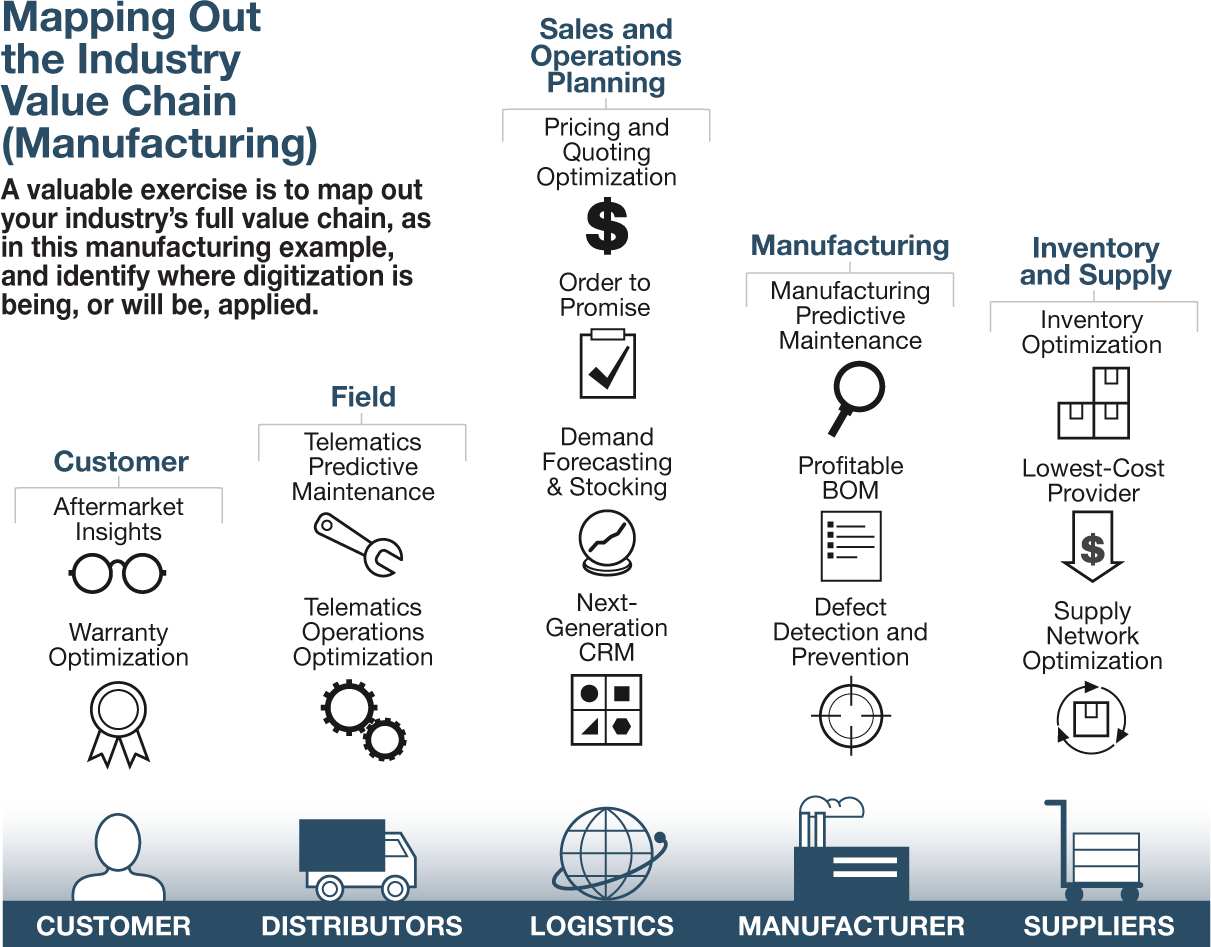 Mapping Out
the Industry
Value Chain
(Manufacturing)
A valuable exercise is to map out
your industry’s full value chain, as
in this manufacturing example,
and identify where digitization is
being, or will be, applied.
Customer
Aftermarket
Insights
Warranty
Optimization
CUSTOMER
Field
Telematics
Predictive
Maintenance
Telematics
Operations
Optimization
DISTRIBUTORS
Sales and
Operations
Planning
Pricing and
Quoting
Optimization
$
Order to
Promise
Demand
Forecasting
& Stocking
Next-
Generation
CRM
LOGISTICS
Manufacturing
Manufacturing
Predictive
Maintenance
Profitable
BOM
Defect
Detection and
Prevention
MANUFACTURER
Inventory
and Supply
Inventory
Optimization
Lowest-Cost
Provider
$
Supply
Network
Optimization
SUPPLIERS